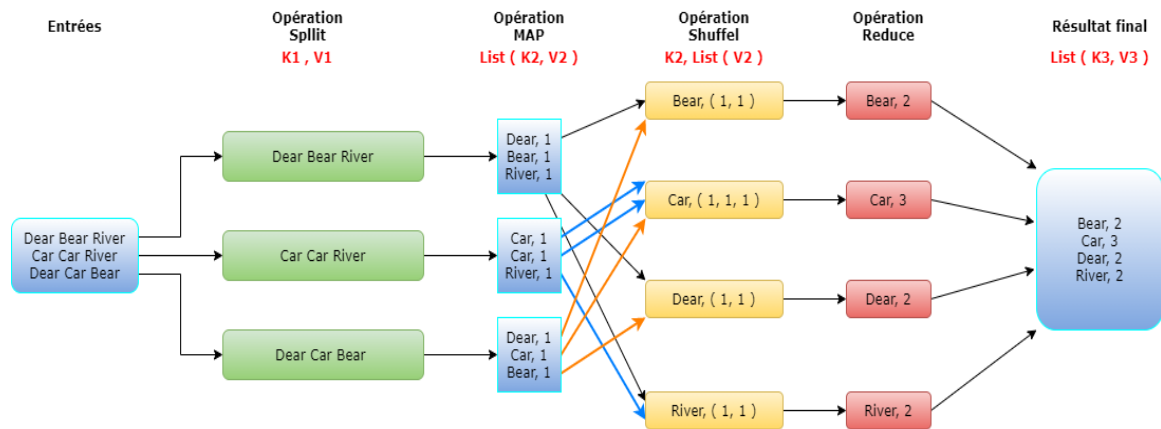 Entrées
Opération
Spllit
K1 , V1
Opération
MAP
List ( K2, V2 )
Opération
Shuffel
K2, List ( V2 )
Opération
Reduce
Résultat final
List ( K3, V3 )
Dear Bear River
Car Car River
Dear Car Bear
Dear Bear River
Car Car River
Dear Car Bear
Dear, 1
Bear, 1
River, 1
Car, 1
Car, 1
River, 1
Dear, 1
Car, 1
Bear, 1
Bear, ( 1, 1 )
Car, ( 1, 1, 1 )
Dear, ( 1, 1 )
River, ( 1, 1 )
Bear, 2
Car, 3
Dear, 2
River, 2
Bear, 2
Car, 3
Dear, 2
River, 2